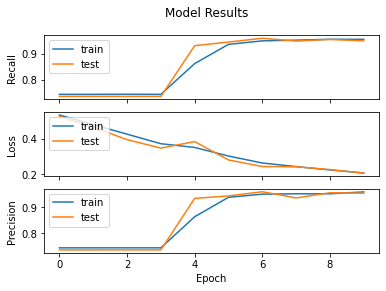 Model Results
Recall
0.9
0.8
train
test
Loss
0.4
0.2
train
test
Precision
0.9
0.8
train
test
0 2 4 6 8
Epoch